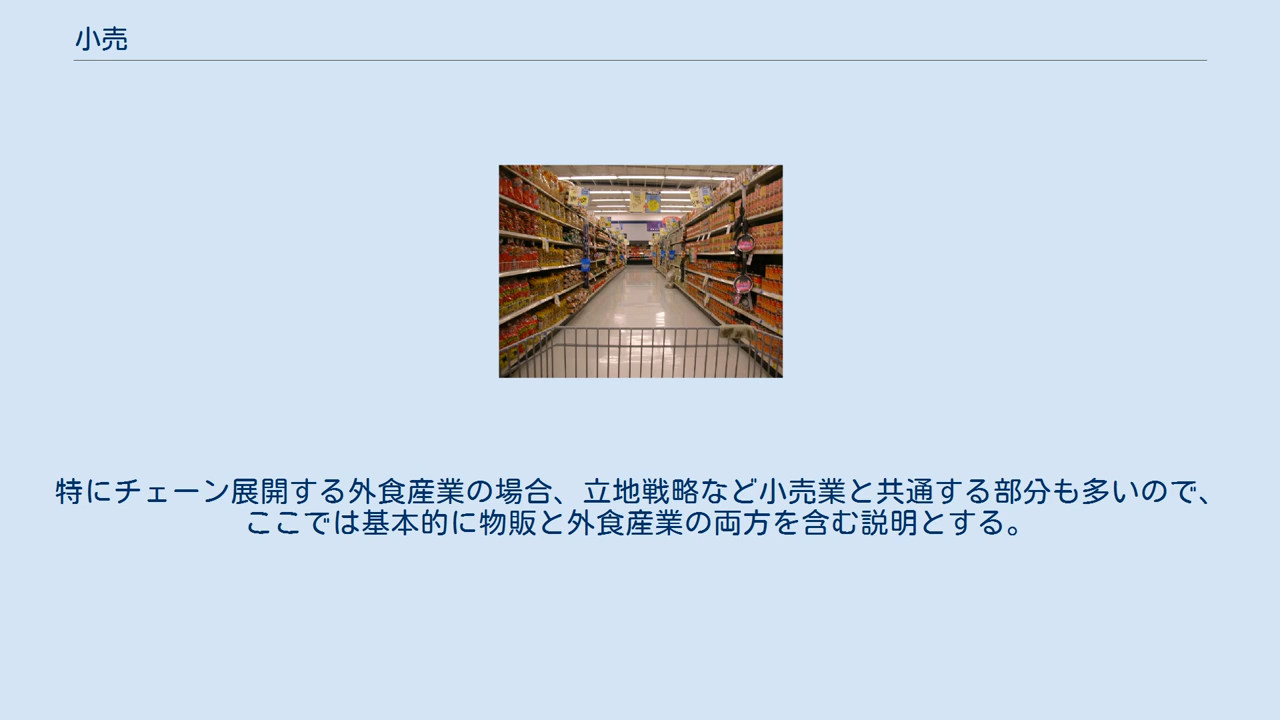 小売
特にチェーン展開する外食産業の場合、立地戦略など小売業と共通する部分も多いので、
ここでは基本的に物販と外食産業の両方を含む説明とする。